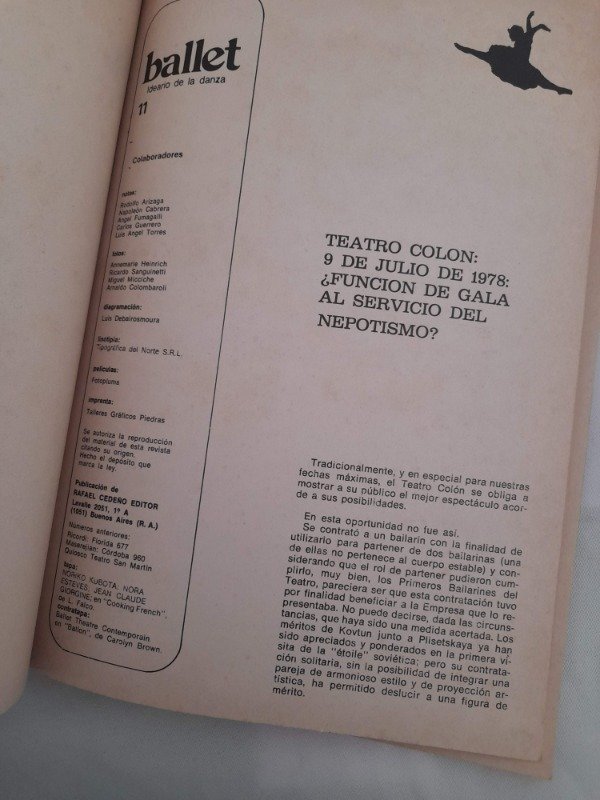 ballet
Ideario de la danza
11
Colaboradores
notas:
Rodolfo Arizaga
Napoleón Cabrera
Angel Fumagalli
Carlos Guerrero
Luis Angel Torres
fotos:
Annemarie Heinrich
Ricardo Sanguinetti
Miguel Micciche
Arnaldo Colombaroli
diagramación:
Luis Debairosmoura
linotipia:
Tipográfica del Norte S.R.L.
películas:
Fotopluma
imprenta:
Talleres Gráficos Piedras
Se autoriza la reproducción
del material de esta revista
citando su origen.
Hecho el depósito que
marca la ley.
Publicación de
RAFAEL CEDEÑO EDITOR
Lavalle 2051, 1º A
(1051) Buenos Aires (R. A.)
Números anteriores:
Ricordi: Florida 677
Masaresian: Córdoba 960
Quiosco Teatro San Martín
tapa:
NORIKO KUBOTA, NORA
ESTEVES, JEAN CLAUDE
GIORGINE; en "Cooking French",
de L. Falco.
contratapa:
Ballet Theatre Contemporain
en "Ballon", de Carolyn Brown.
TEATRO COLON:
9 DE JULIO DE 1978:
¿FUNCION DE GALA
AL SERVICIO DEL
NEPOTISMO?
Tradicionalmente, y en especial para nuestras
fechas máximas, el Teatro Colón se obliga a
mostrar a su público el mejor espectáculo acor-
de a sus posibilidades.
En esta oportunidad no fue así.
Se contrató a un bailarín con la finalidad de
utilizarlo para partener de dos bailarinas (una
de ellas no pertenece al cuerpo estable) y con-
siderando que el rol de partener pudieron cum-
plirlo, muy bien, los Primeros Bailarines del
Teatro, pareciera ser que esta contratación tuvo
por finalidad beneficiar a la Empresa que lo re-
presentaba. No puede decirse, dada las circuns-
tancias, que haya sido una medida acertada. Los
méritos de Kovtun junto a Plisetskaya ya han
sido apreciados y ponderados en la primera vi-
sita de la "étoile" soviética; pero su contrata-
ción solitaria, sin la posibilidad de integrar una
pareja de armonioso estilo y de proyección ar-
tística, ha permitido deslucir a una figura de
mérito.